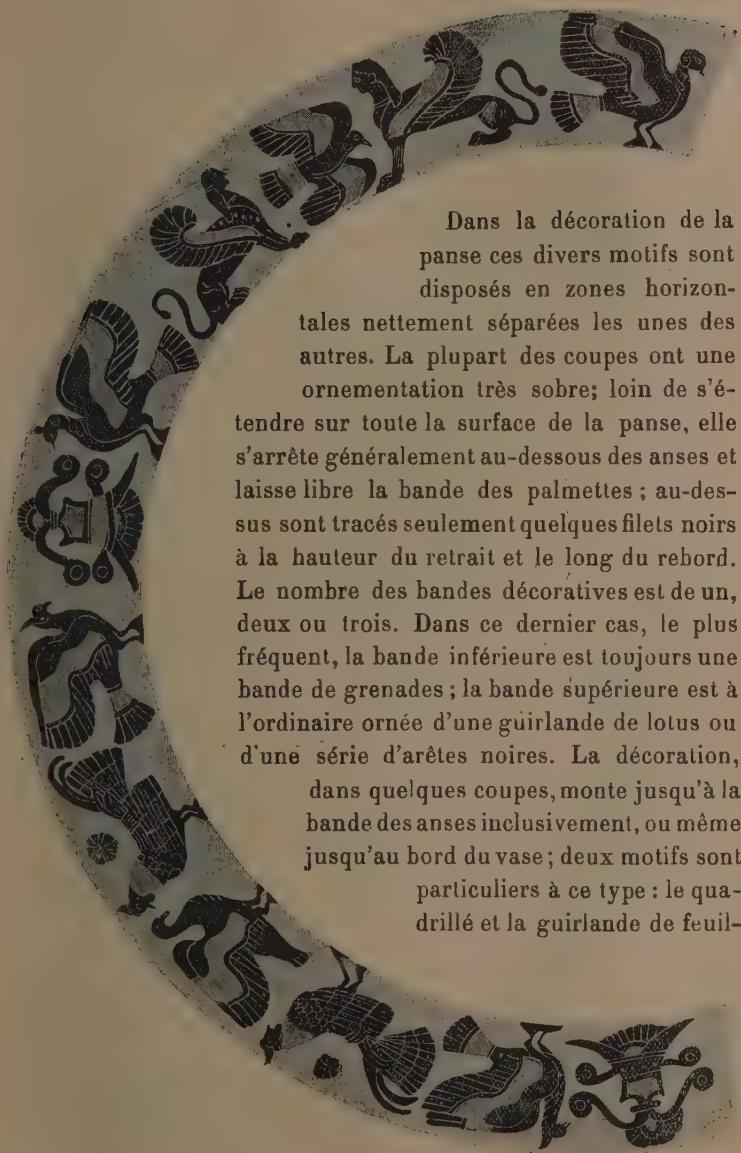 Dans la décoration de la
panse ces divers motifs sont
disposés en zones horizon-
tales nettement séparées les unes des
autres. La plupart des coupes ont une
ornementation très sobre; loin de s'é-
tendre sur toute la surface de la panse, elle
s'arrête généralement au-dessous des anses et
laisse libre la bande des palmettes; au-des-
sus sont tracés seulement quelques filets noirs
à la hauteur du retrait et le long du rebord.
Le nombre des bandes décoratives est de un,
deux ou trois. Dans ce dernier cas, le plus
fréquent, la bande inférieure est toujours une
bande de grenades; la bande supérieure est à
l'ordinaire ornée d'une guirlande de lotus ou
d'une série d'arêtes noires. La décoration,
dans quelques coupes, monte jusqu'à la
bande des anses inclusivement, ou même
jusqu'au bord du vase; deux motifs sont
particuliers à ce type : le qua-
drillé et la guirlande de feuil-